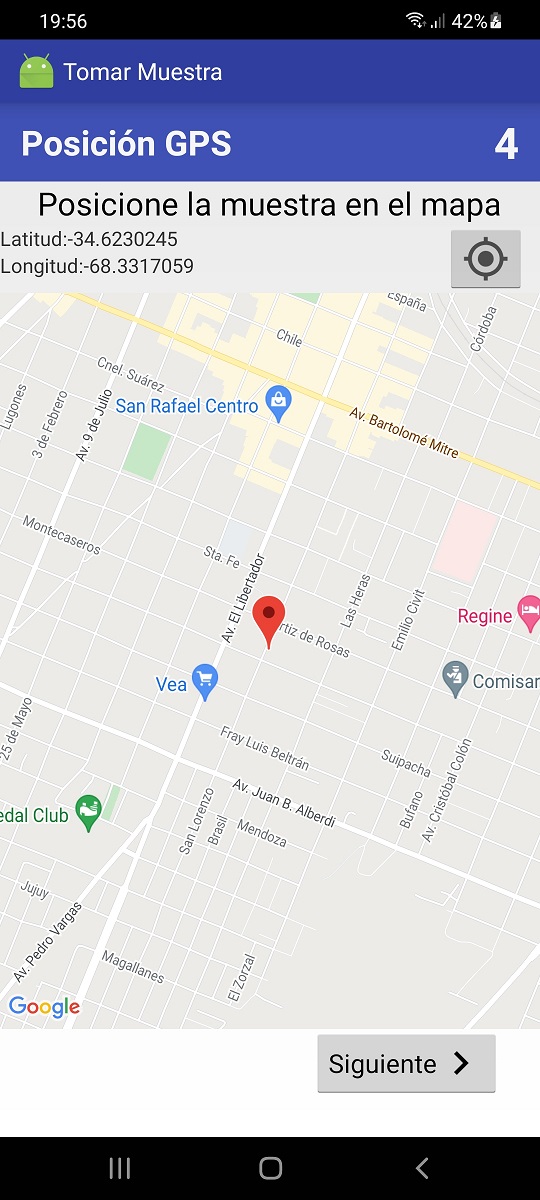 19:56
42%
Tomar Muestra
Posición GPS
4
Posicione la muestra en el mapa
Latitud:-34.6230245
Longitud:-68.3317059
España
Córdoba
Chile
Cnel. Suárez
Lugones
3 de Febrero
Av. 9 de Julio
San Rafael Centro
Av. Bartolomé Mitre
Montecaseros
Sta. Fe
Av. El Libertador
Las Heras
Emilio Civit
Regine
rtiz de Rosas
Vea
Comisar
25 de Mayo
Fray Luis Beltrán
Suipacha
Av. Cristóbal Colón
Av. Juan B. Alberdi
Bufano
edal Club
San Lorenzo
Brasil
Mendoza
Jujuy
Av. Pedro Vargas
Magallanes
El Zorzal
Google
Siguiente